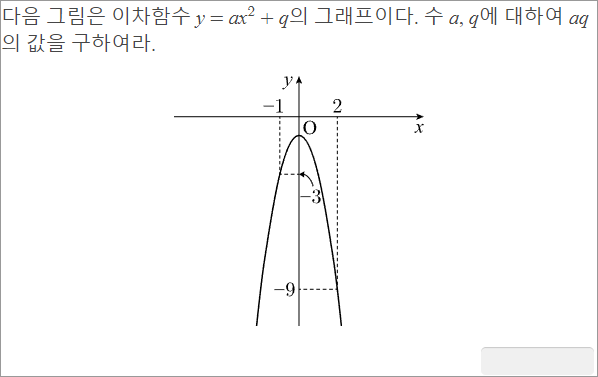 다음 그림은 이차함수 y = ax² + q의 그래프이다. 수 a, q에 대하여 aq
의 값을 구하여라.
y
−1 2
O x
−3
−9